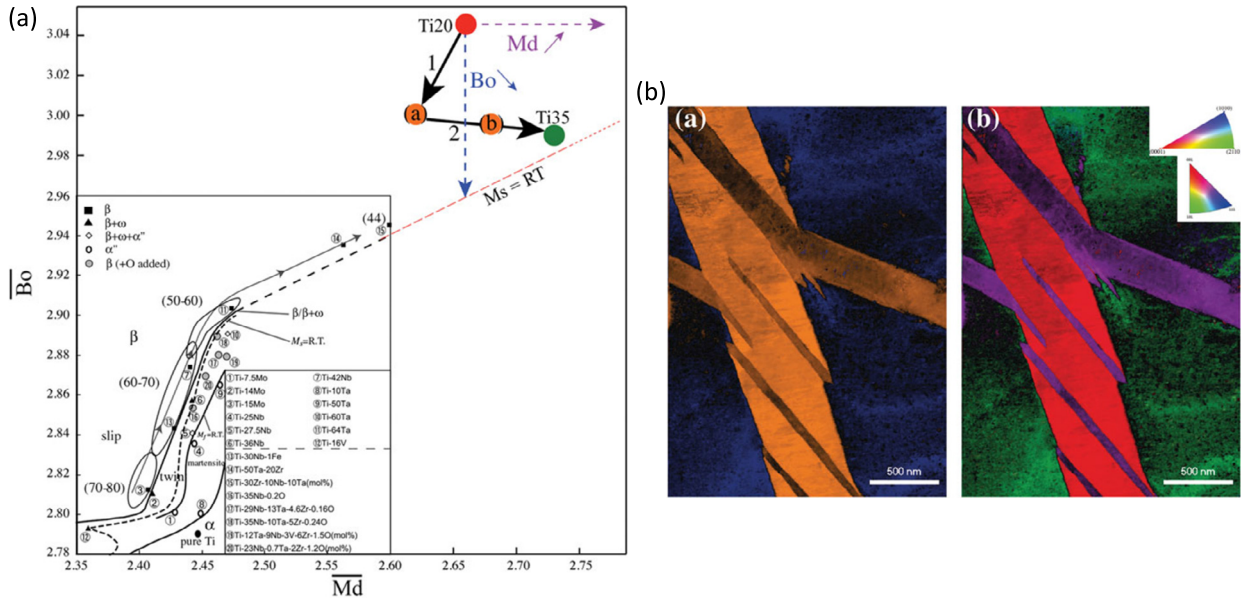 (a)
3.04
3.02
3.00
2.98
2.96
2.94
2.92
2.90
2.88
2.86
2.84
2.82
2.80
2.78
2.35
2.40
2.45
2.50
2.55
2.60
2.65
2.70
2.75
Bo
Md
Ti20
Md
1
Bo
a
b
2
Ti35
Ms = RT
β
β+ω
β+ω+α"
α"
β (+O added)
(44)
⑭
⑮
(50-60)
⑪
β/β+ω
Ms=R.T.
β
(60-70)
slip
(70-80)
twin
Mf=R.T.
martensite
α
pure Ti
①Ti-7.5Mo
②Ti-14Mo
③Ti-15Mo
④Ti-25Nb
⑤Ti-27.5Nb
⑥Ti-36Nb
⑦Ti-42Nb
⑧Ti-10Ta
⑨Ti-50Ta
⑩Ti-60Ta
⑪Ti-64Ta
⑫Ti-16V
⑬Ti-30Nb-1Fe
⑭Ti-50Ta-20Zr
⑮Ti-30Zr-10Nb-10Ta(mol%)
⑯Ti-35Nb-0.2O
⑰Ti-29Nb-13Ta-4.6Zr-0.16O
⑱Ti-35Nb-10Ta-5Zr-0.24O
⑲Ti-12Ta-9Nb-3V-6Zr-1.5O(mol%)
⑳Ti-23Nb-0.7Ta-2Zr-1.2O(mol%)
(b)
(a)
500 nm
(b)
(0001)
500 nm